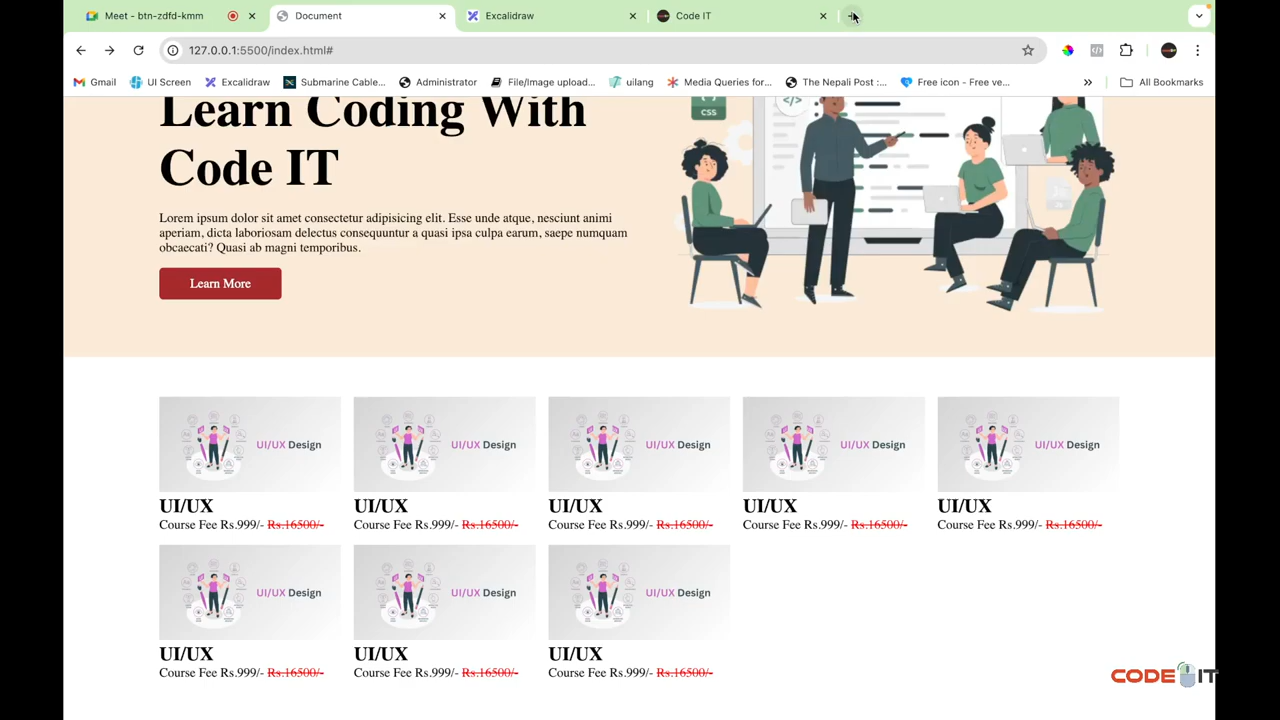 Meet - btn-zdfd-kmm
Document
Excalidraw
Code IT
127.0.0.1:5500/index.html#
Gmail
UI Screen
Excalidraw
Submarine Cable...
Administrator
File/Image upload...
uilang
Media Queries for...
The Nepali Post :...
Free icon - Free ve...
»
All Bookmarks
Learn Coding With
Code IT
Lorem ipsum dolor sit amet consectetur adipisicing elit. Esse unde atque, nesciunt animi
aperiam, dicta laboriosam delectus consequuntur a quasi ipsa culpa earum, saepe numquam
obcaecati? Quasi ab magni temporibus.
Learn More
CSS
</>
UI/UX Design
UI/UX Design
UI/UX Design
UI/UX Design
UI/UX Design
UI/UX
UI/UX
UI/UX
UI/UX
UI/UX
Course Fee Rs.999/- Rs.16500/-
Course Fee Rs.999/- Rs.16500/-
Course Fee Rs.999/- Rs.16500/-
Course Fee Rs.999/- Rs.16500/-
Course Fee Rs.999/- Rs.16500/-
UI/UX Design
UI/UX Design
UI/UX Design
UI/UX
UI/UX
UI/UX
Course Fee Rs.999/- Rs.16500/-
Course Fee Rs.999/- Rs.16500/-
Course Fee Rs.999/- Rs.16500/-
CODE IT